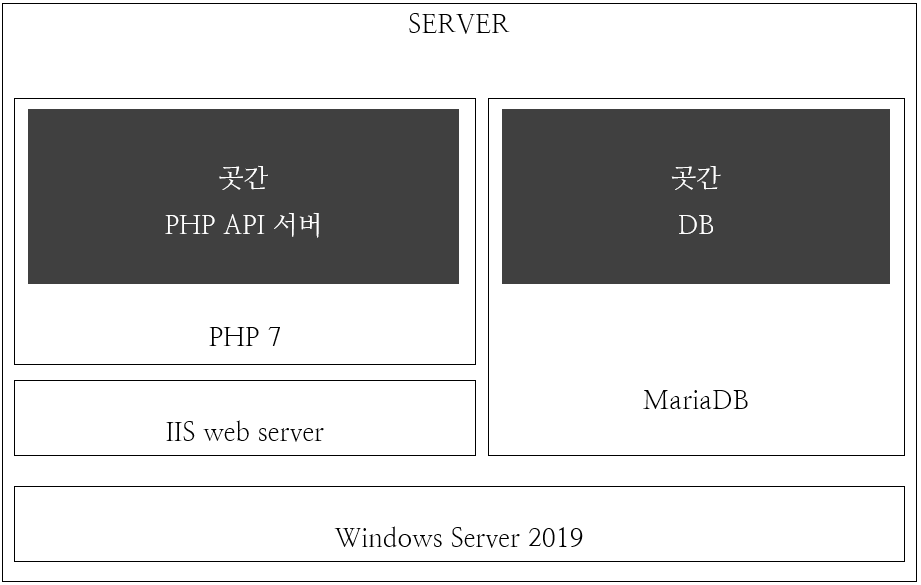 SERVER
곳간
PHP API 서버
PHP 7
IIS web server
곳간
DB
MariaDB
Windows Server 2019